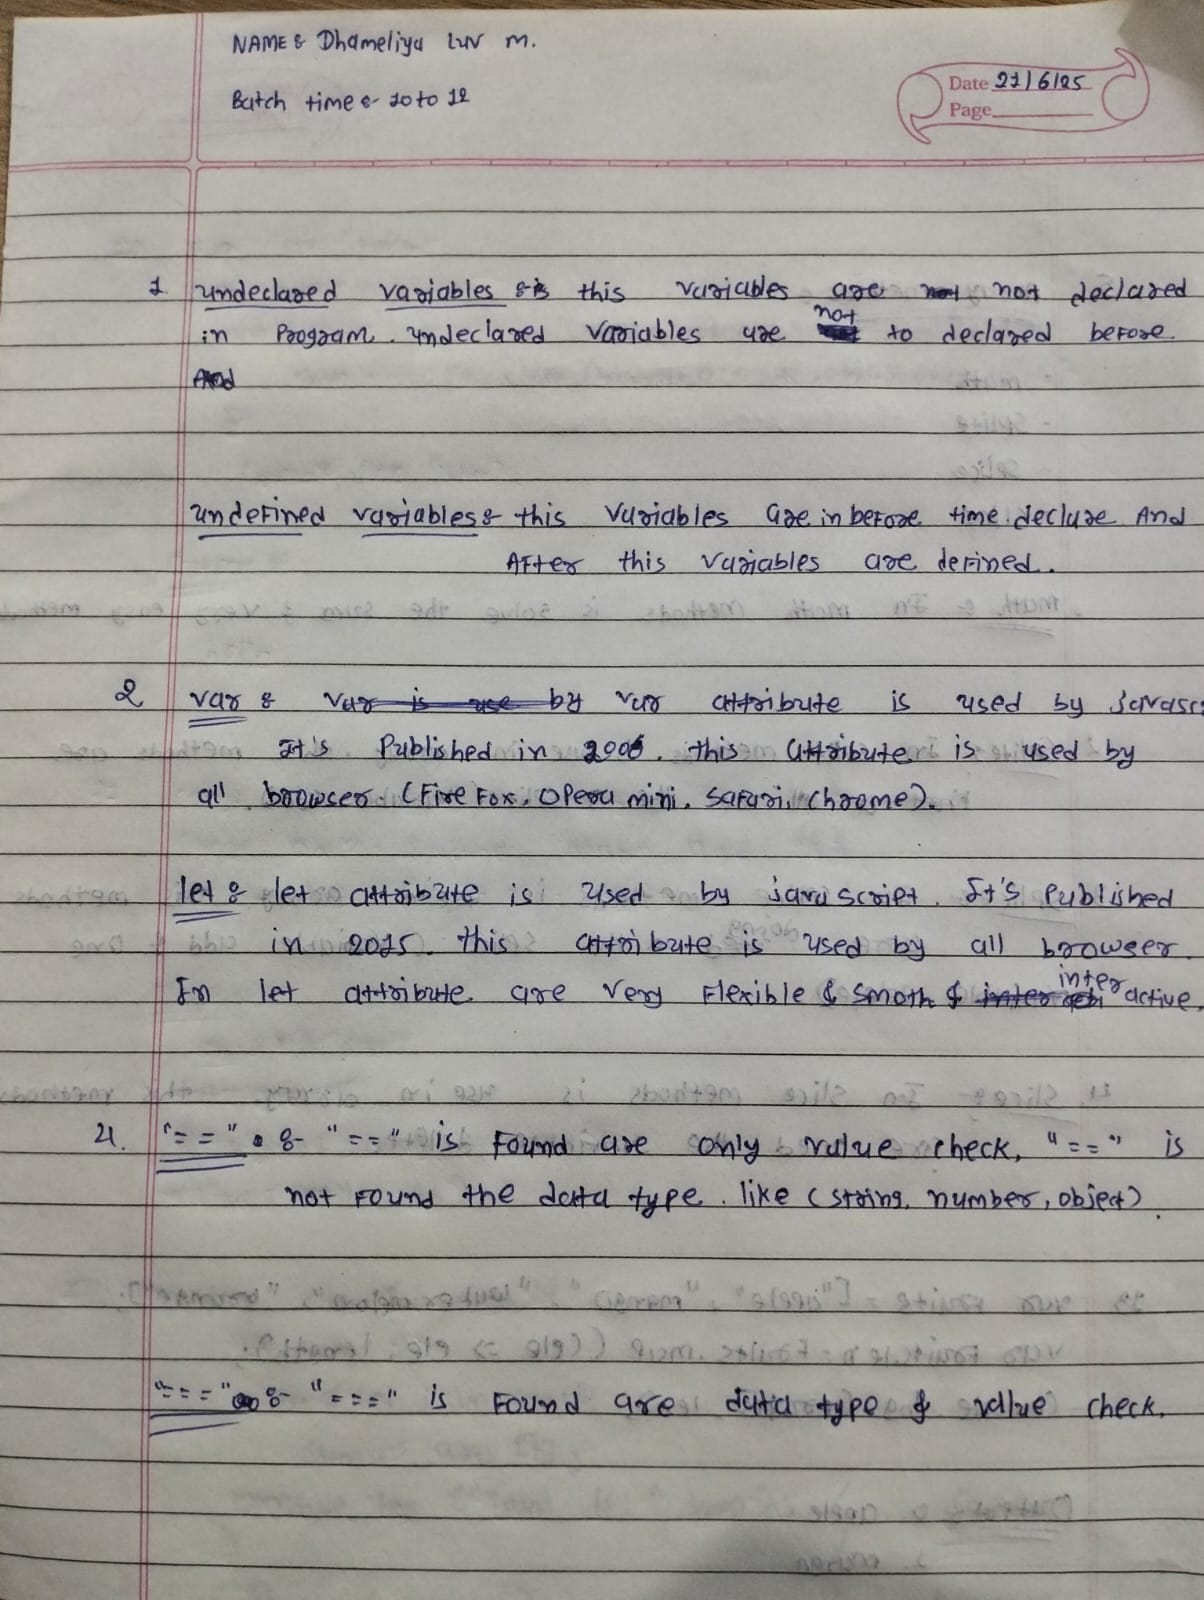 NAME :- Dhameliya Luv m.
Batch time :- 10 to 12
Date 21/6/25
Page
1. undeclared variables :- this variables are not declared
in Program. undeclared variables are not to declared before.
undefined variables :- this variables are in before time declare And
After this variables are defined.
2 var :- var attribute is used by javasc
It's Published in . this attribute is used by
all browser (Fire Fox, Opera mini, Safari, Chrome).
let :- let attribute is used by javascript. It's Published
in 2015. this attribute is used by all browser.
In let attribute are very Flexible & Smoth & inter active.
4. "==" :- "==" is Found are only value check, "==" is
not Found the data type. like (string, number, object).
"===" :- "===" is Found are data type & value check.